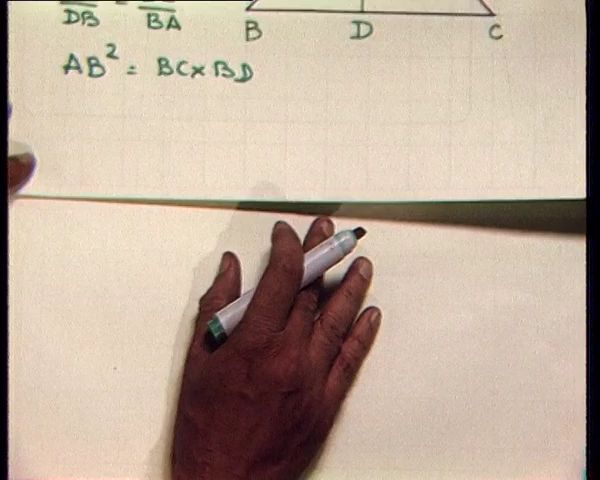 DB BA
B D C
AB² = BC x BD